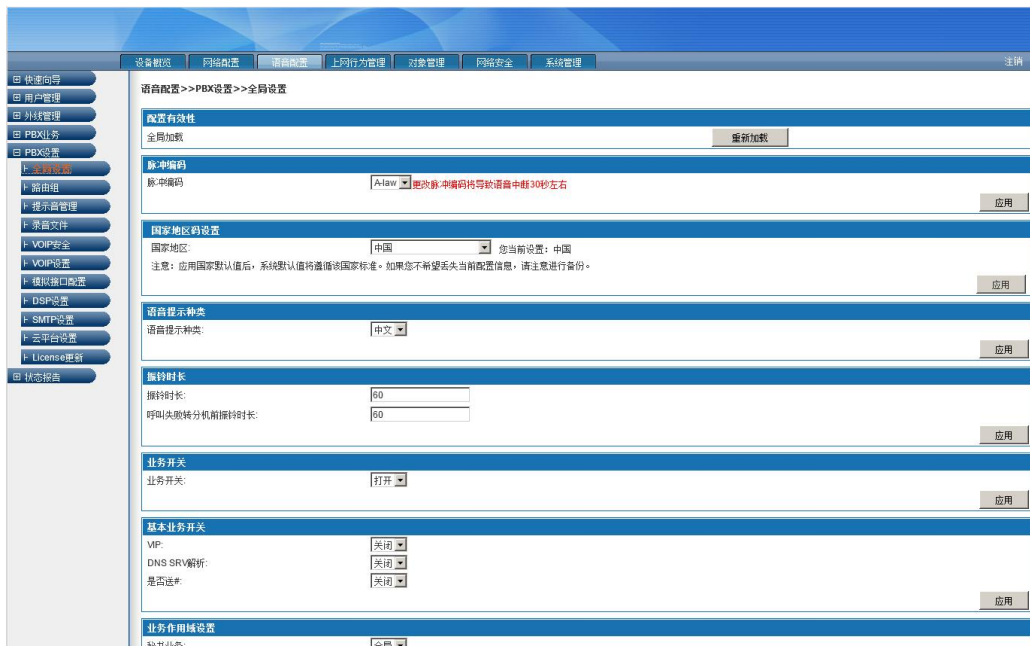 设备概览 网络配置 语音配置 上网行为管理 对象管理 网络安全 系统管理 注销
快速向导
用户管理
外线管理
PBX业务
PBX设置
全局设置
路由组
提示音管理
录音文件
VOIP安全
VOIP设置
模拟接口配置
DSP设置
SMTP设置
云平台设置
License更新
状态报告
语音配置>>PBX设置>>全局设置
配置有效性
全局加载 重新加载
脉冲编码
脉冲编码 A-law 更改脉冲编码将导致语音中断30秒左右
应用
国家地区码设置
国家地区: 中国 您当前设置: 中国
注意: 应用国家默认值后, 系统默认值将遵循该国家标准。如果您不希望丢失当前配置信息, 请注意进行备份。
应用
语音提示种类
语音提示种类: 中文
应用
振铃时长
振铃时长: 60
呼叫失败转分机前振铃时长: 60
应用
业务开关
业务开关: 打开
应用
基本业务开关
VIP: 关闭
DNS SRV解析: 关闭
是否送#: 关闭
应用
业务作用域设置
秘书业务: 全局